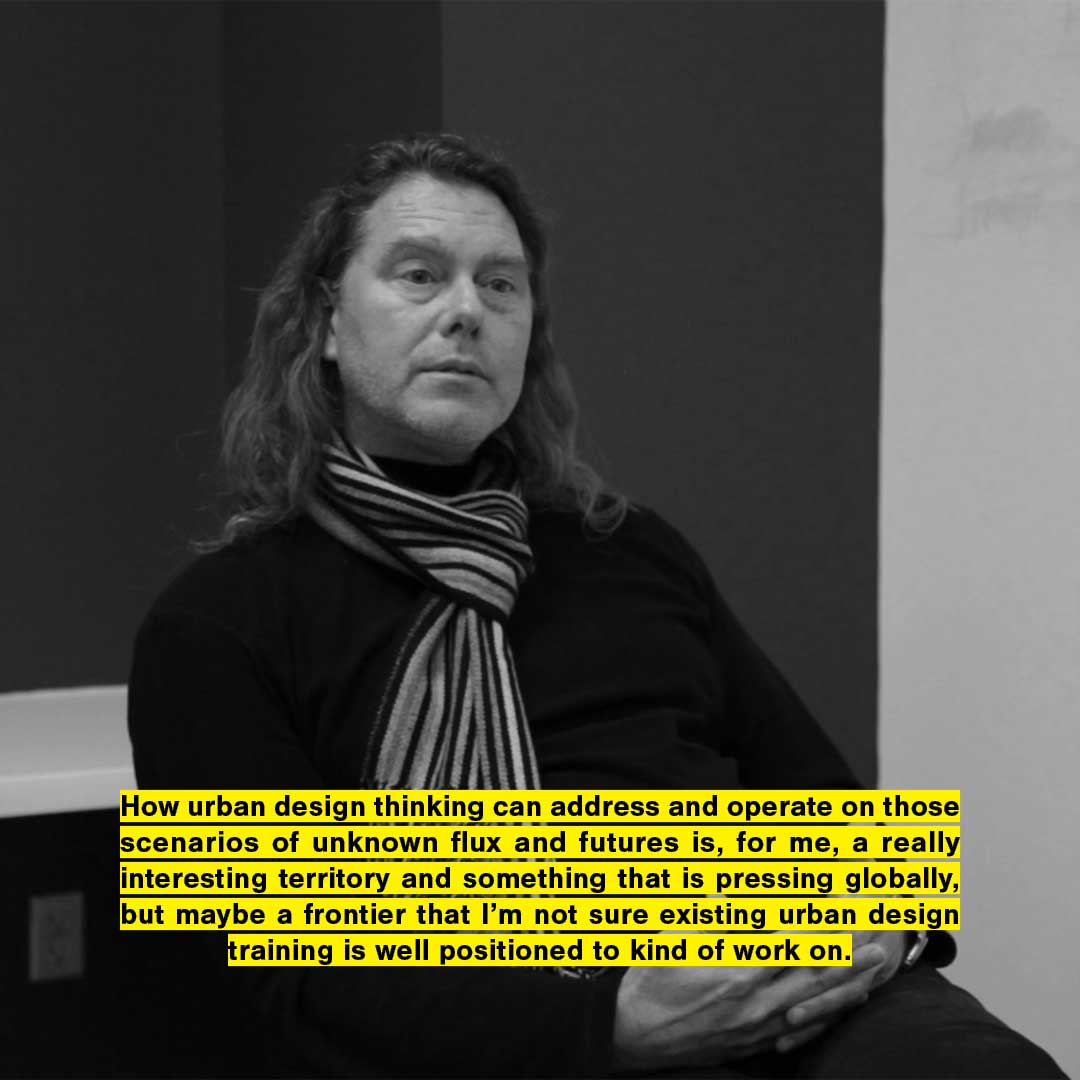 How urban design thinking can address and operate on those
scenarios of unknown flux and futures is, for me, a really
interesting territory and something that is pressing globally,
but maybe a frontier that I’m not sure existing urban design
training is well positioned to kind of work on.